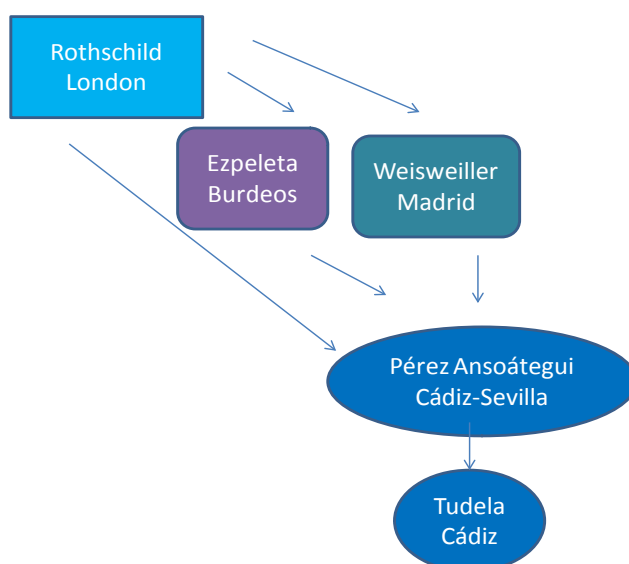 Rothschild
London
Ezpeleta
Burdeos
Weisweiller
Madrid
Pérez Ansoátegui
Cádiz-Sevilla
Tudela
Cádiz